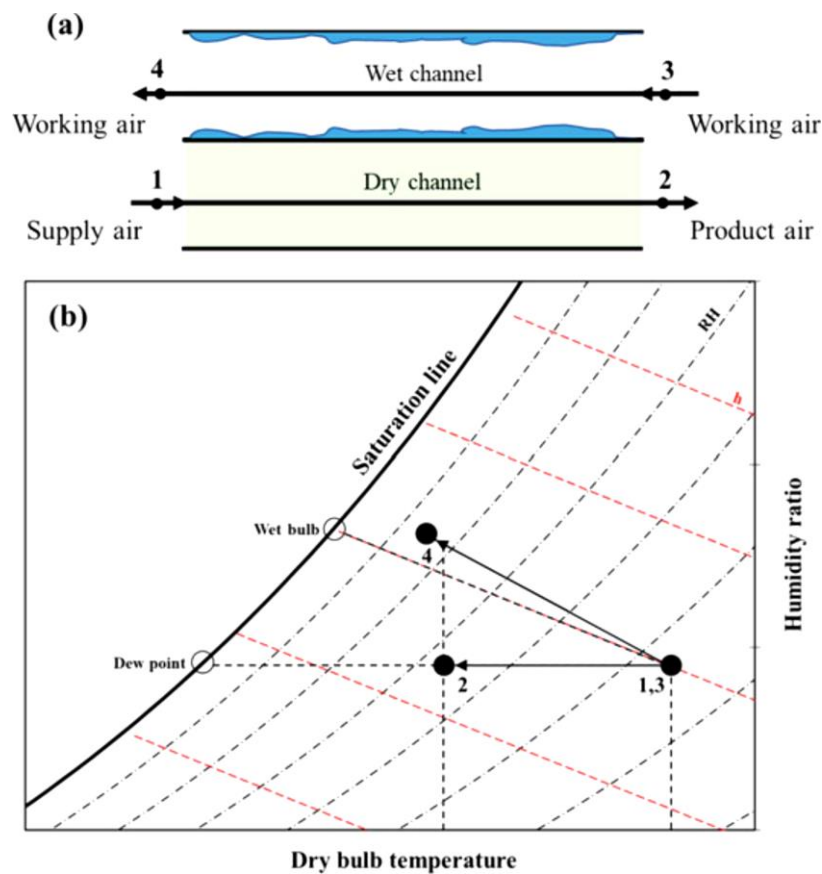 (a)
4
Wet channel
3
Working air
Working air
1
Dry channel
2
Supply air
Product air
(b)
RH
h
Saturation line
Wet bulb
4
Dew point
2
1,3
Humidity ratio
Dry bulb temperature